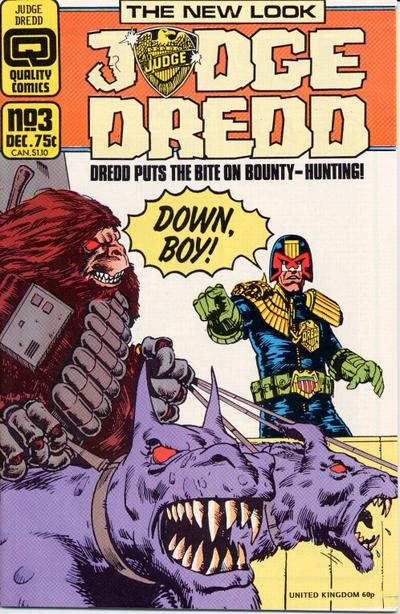 JUDGE
DREDD
Q
QUALITY
COMICS
Nº3
DEC. 75¢
CAN. $1.10
THE NEW LOOK
JUDGE
JUDGE
DREDD
DREDD PUTS THE BITE ON BOUNTY-HUNTING!
DOWN,
BOY!
DREDD
UNITED KINGDOM 60p